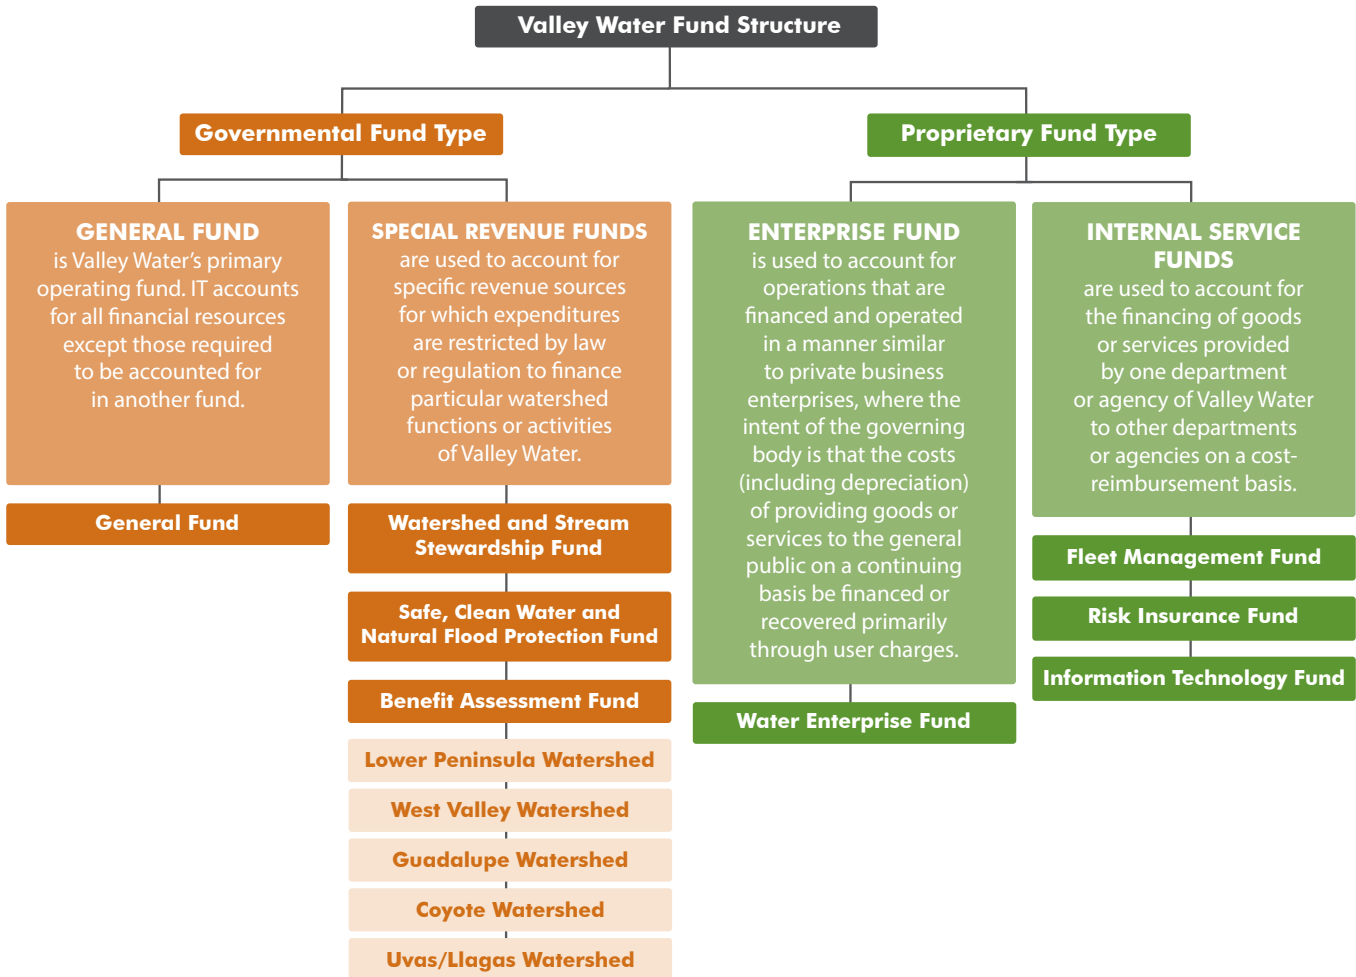 Valley Water Fund Structure
Governmental Fund Type
Proprietary Fund Type
GENERAL FUND
is Valley Water's primary
operating fund. IT accounts
for all financial resources
except those required
to be accounted for
in another fund.
General Fund
SPECIAL REVENUE FUNDS
are used to account for
specific revenue sources
for which expenditures
are restricted by law
or regulation to finance
particular watershed
functions or activities
of Valley Water.
Watershed and Stream
Stewardship Fund
Safe, Clean Water and
Natural Flood Protection Fund
Benefit Assessment Fund
Lower Peninsula Watershed
West Valley Watershed
Guadalupe Watershed
Coyote Watershed
Uvas/Llagas Watershed
ENTERPRISE FUND
is used to account for
operations that are
financed and operated
in a manner similar
to private business
enterprises, where the
intent of the governing
body is that the costs
(including depreciation)
of providing goods or
services to the general
public on a continuing
basis be financed or
recovered primarily
through user charges.
Water Enterprise Fund
INTERNAL SERVICE
FUNDS
are used to account for
the financing of goods
or services provided
by one department
or agency of Valley Water
to other departments
or agencies on a cost-
reimbursement basis.
Fleet Management Fund
Risk Insurance Fund
Information Technology Fund